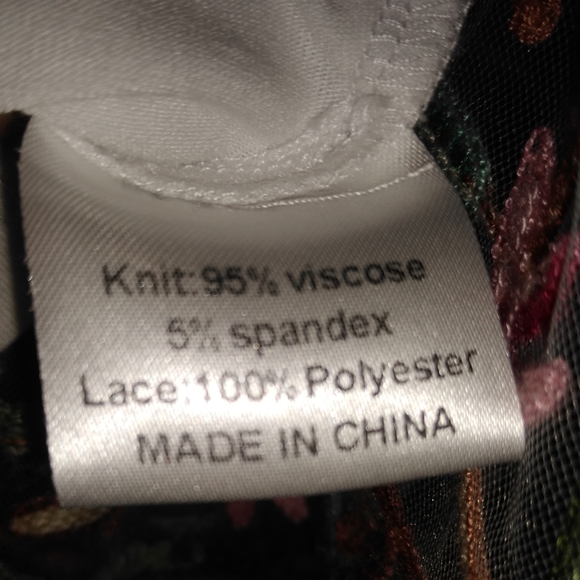 Knit:95% viscose
5% spandex
Lace:100% Polyester
MADE IN CHINA